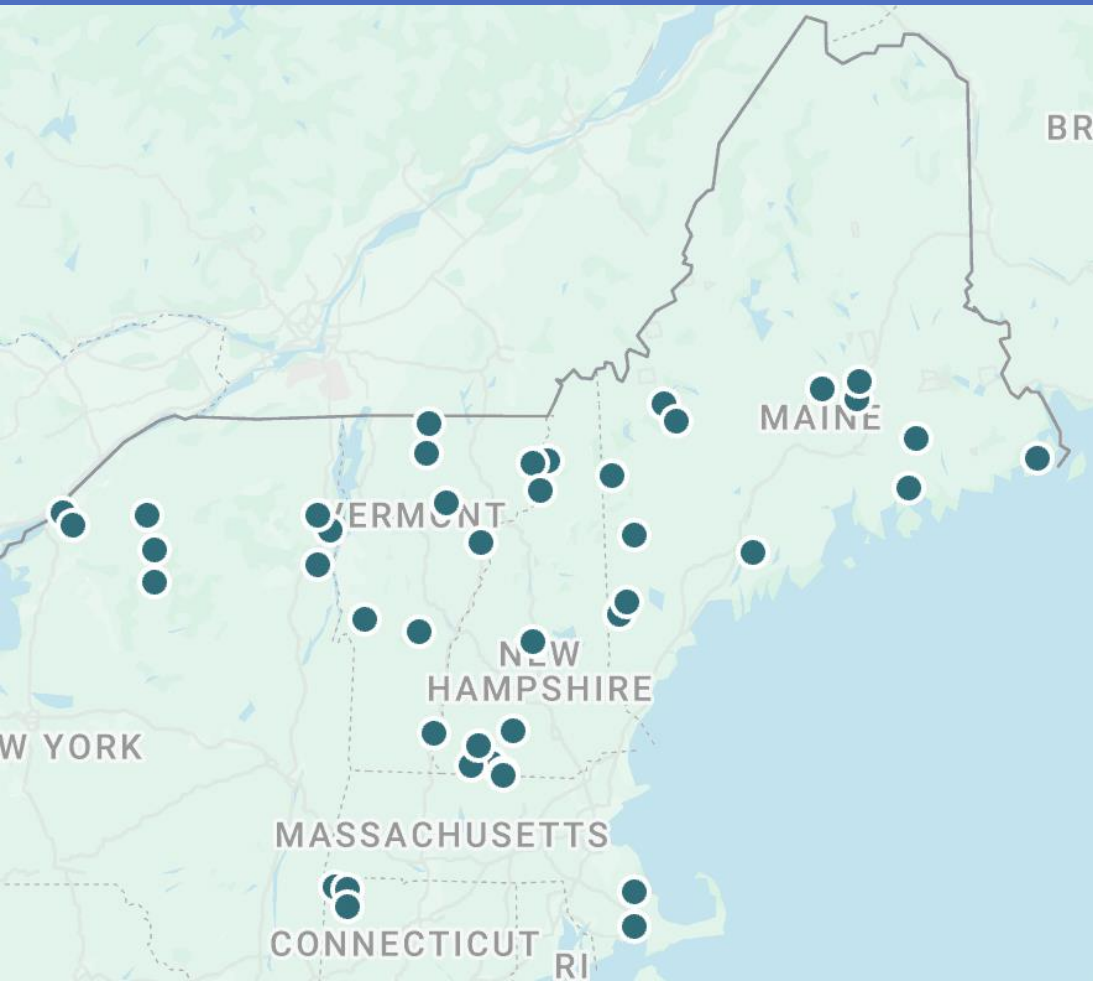 BR
MAINE
VERMONT
NEW
HAMPSHIRE
W YORK
MASSACHUSETTS
CONNECTICUT
RI